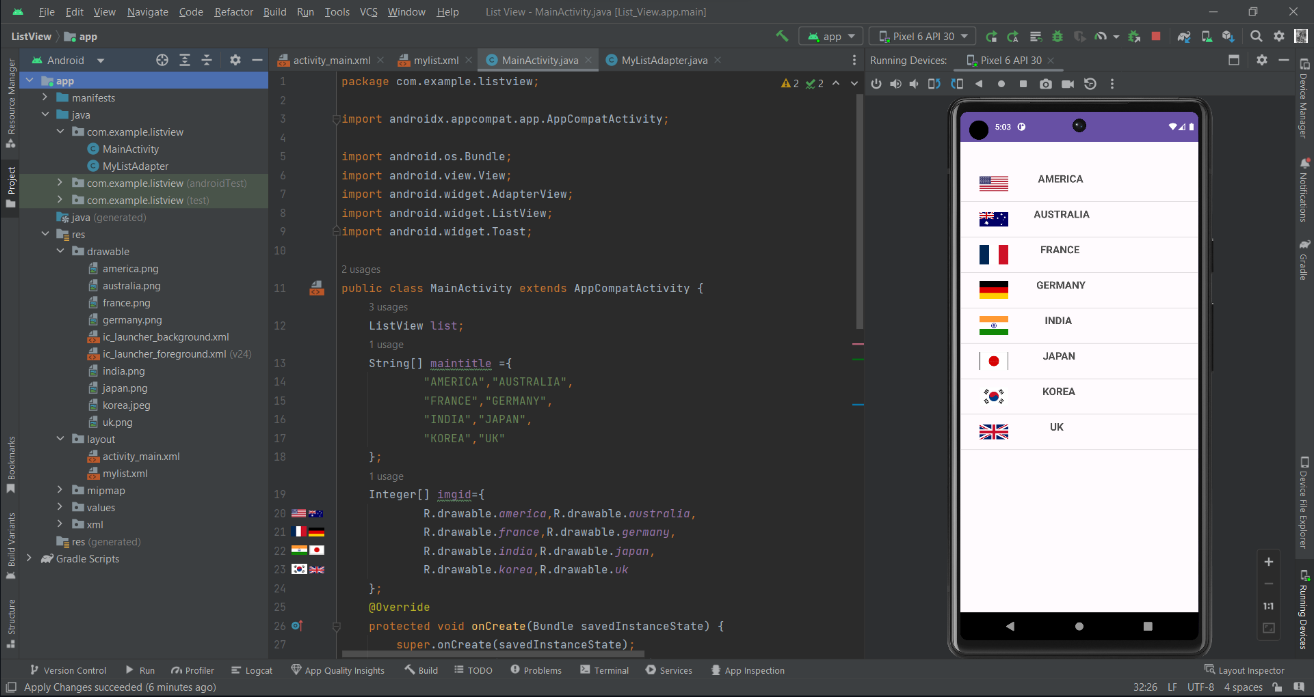 File Edit View Navigate Code Refactor Build Run Tools VCS Window Help List View - MainActivity.java [List_View.app.main]
ListView app
app Pixel 6 API 30
Android
activity_main.xml mylist.xml MainActivity.java MyListAdapter.java
Running Devices: Pixel 6 API 30
Resource Manager
Project
Bookmarks
Build Variants
Structure
app
manifests
java
com.example.listview
MainActivity
MyListAdapter
com.example.listview (androidTest)
com.example.listview (test)
java (generated)
res
drawable
america.png
australia.png
france.png
germany.png
ic_launcher_background.xml
ic_launcher_foreground.xml (v24)
india.png
japan.png
korea.jpeg
uk.png
layout
activity_main.xml
mylist.xml
mipmap
values
xml
res (generated)
Gradle Scripts
2 2
1 package com.example.listview;
2
3 import androidx.appcompat.app.AppCompatActivity;
4
5 import android.os.Bundle;
6 import android.view.View;
7 import android.widget.AdapterView;
8 import android.widget.ListView;
9 import android.widget.Toast;
10
2 usages
11 public class MainActivity extends AppCompatActivity {
3 usages
12 ListView list;
1 usage
13 String[] maintitle ={
14 "AMERICA","AUSTRALIA",
15 "FRANCE","GERMANY",
16 "INDIA","JAPAN",
17 "KOREA","UK"
18 };
1 usage
19 Integer[] imgid={
20 R.drawable.america,R.drawable.australia,
21 R.drawable.france,R.drawable.germany,
22 R.drawable.india,R.drawable.japan,
23 R.drawable.korea,R.drawable.uk
24 };
25 @Override
26 protected void onCreate(Bundle savedInstanceState) {
27 super.onCreate(savedInstanceState);
5:03
AMERICA
AUSTRALIA
FRANCE
GERMANY
INDIA
JAPAN
KOREA
UK
1:1
Device Manager
Notifications
Gradle
Device File Explorer
Running Devices
Version Control Run Profiler Logcat App Quality Insights Build TODO Problems Terminal Services App Inspection Layout Inspector
Apply Changes succeeded (6 minutes ago) 32:26 LF UTF-8 4 spaces